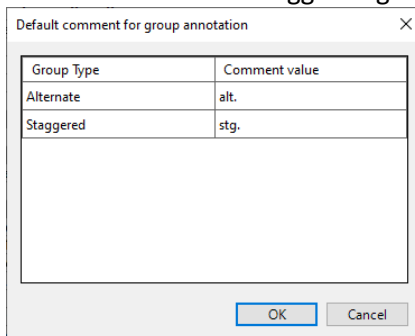 Default comment for group annotation
Group Type Comment value
Alternate alt.
Staggered stg.
OK Cancel